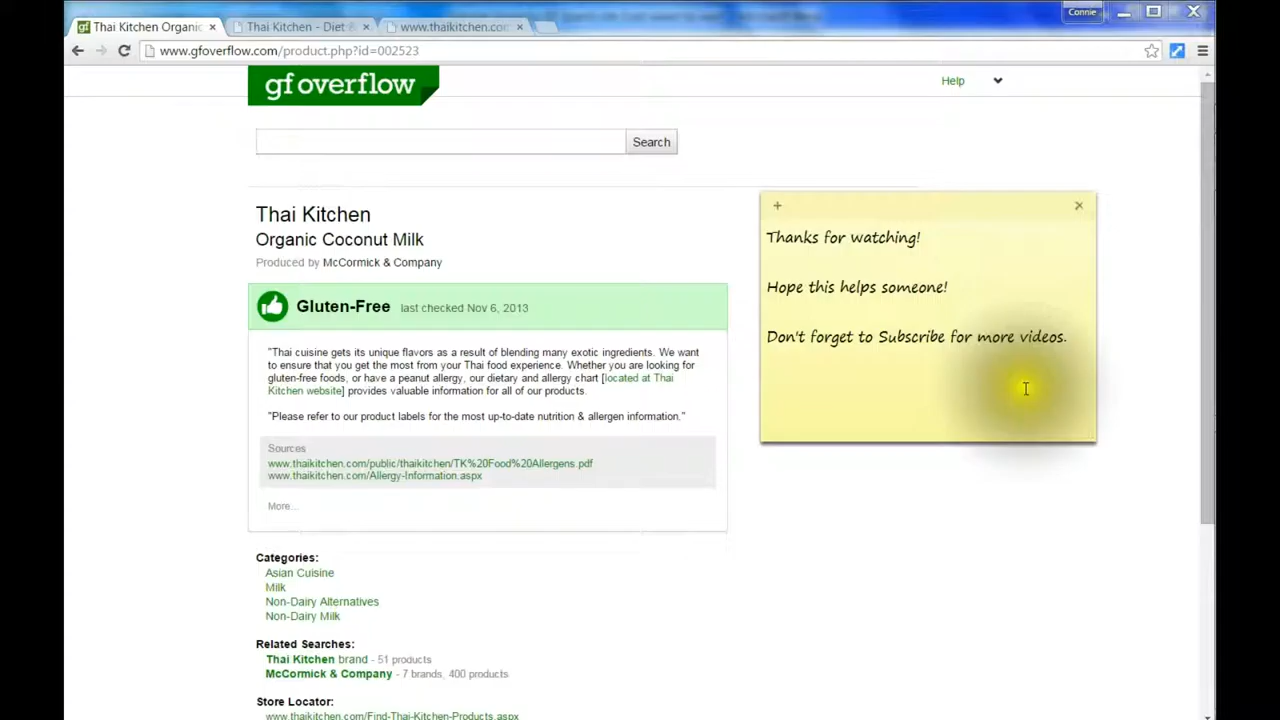 Connie
Thai Kitchen Organic
Thai Kitchen - Diet &
www.thaikitchen.co
www.gfoverflow.com/product.php?id=002523
gf overflow
Help
Search
Thai Kitchen
Organic Coconut Milk
Produced by McCormick & Company
Gluten-Free last checked Nov 6, 2013
"Thai cuisine gets its unique flavors as a result of blending many exotic ingredients. We want
to ensure that you get the most from your Thai food experience. Whether you are looking for
gluten-free foods, or have a peanut allergy, our dietary and allergy chart [located at Thai
Kitchen website] provides valuable information for all of our products.
"Please refer to our product labels for the most up-to-date nutrition & allergen information."
Sources
www.thaikitchen.com/public/thaikitchen/TK%20Food%20Allergens.pdf
www.thaikitchen.com/Allergy-Information.aspx
More...
Thanks for watching!
Hope this helps someone!
Don't forget to Subscribe for more videos.
Categories:
Asian Cuisine
Milk
Non-Dairy Alternatives
Non-Dairy Milk
Related Searches:
Thai Kitchen brand - 51 products
McCormick & Company - 7 brands, 400 products
Store Locator:
www.thaikitchen.com/Find-Thai-Kitchen-Products.aspx